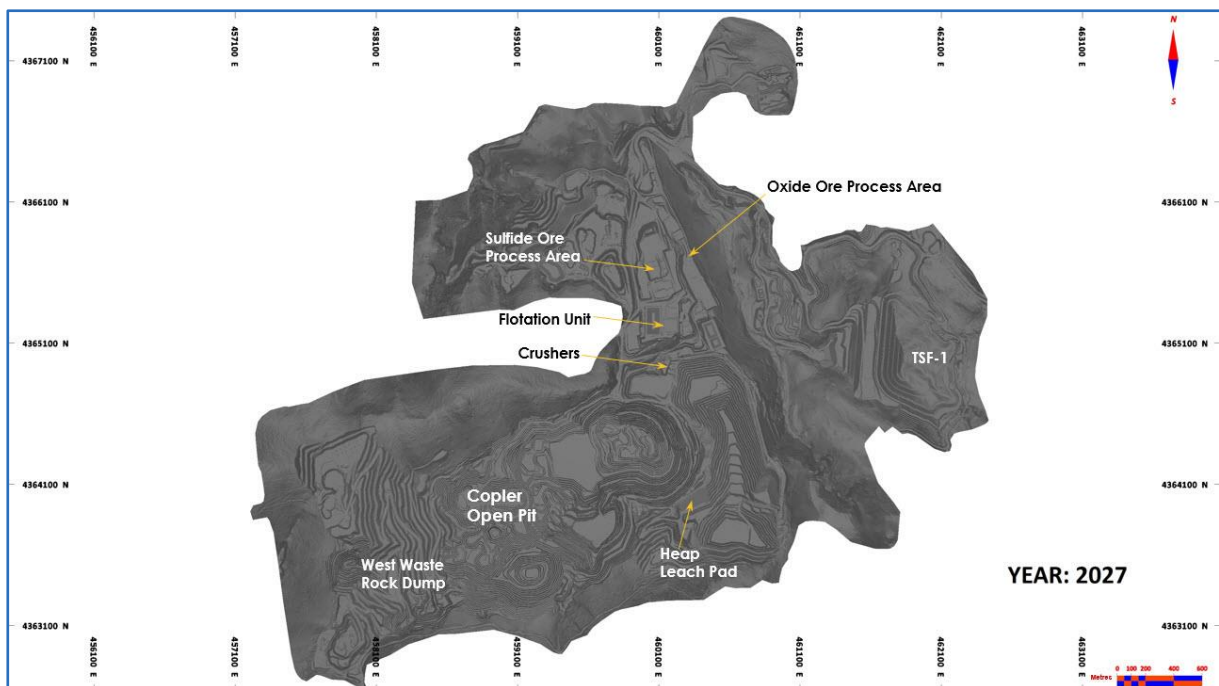 456100 E
457100 E
458100 E
459100 E
460100 E
461100 E
462100 E
463100 E
N
S
4367100 N
4367100 N
4366100 N
4366100 N
Oxide Ore Process Area
Sulfide Ore
Process Area
Flotation Unit
Crushers
4365100 N
4365100 N
TSF-1
4364100 N
4364100 N
Copler
Open Pit
West Waste
Rock Dump
Heap
Leach Pad
YEAR: 2027
4363100 N
4363100 N
456100 E
457100 E
458100 E
459100 E
460100 E
461100 E
462100 E
463100 E
0 100 200 400 600
Metres